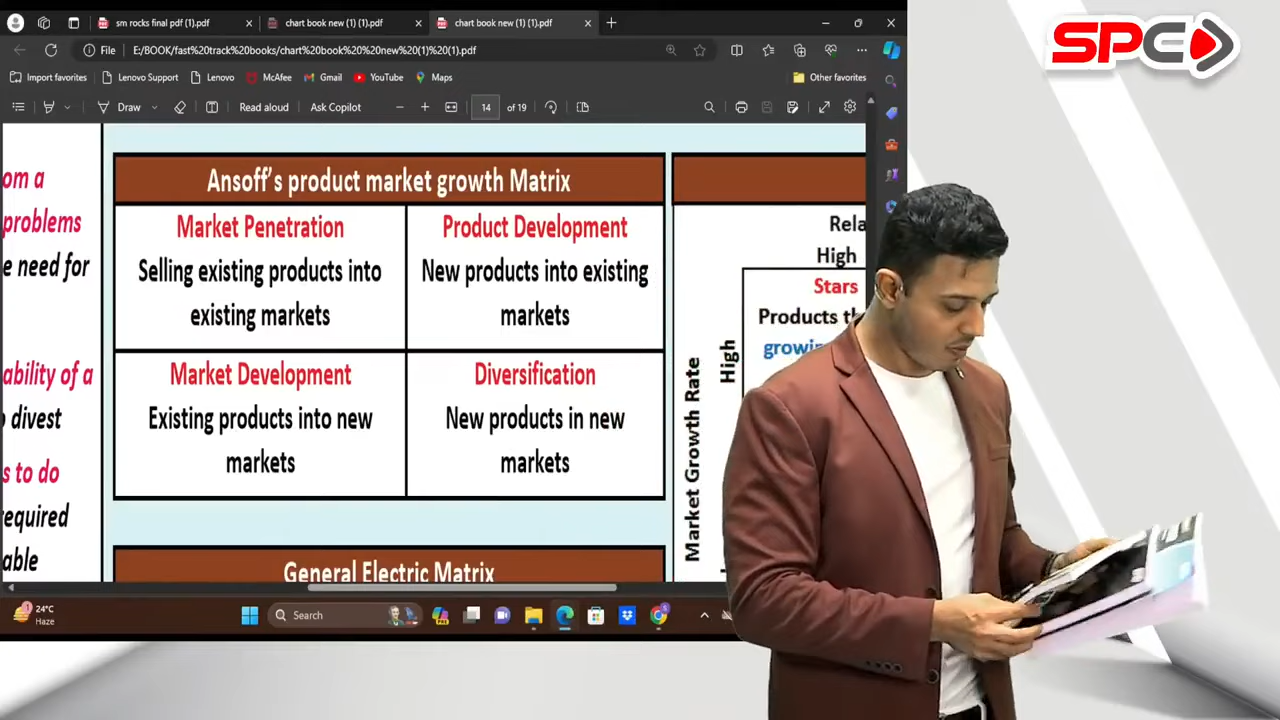 SPC
sm rocks final pdf (1).pdf
chart book new (1) (1).pdf
chart book new (1) (1).pdf
File
E:/BOOK/fast%20track%20books/chart%20book%20new%20(1)%20(1).pdf
Import favorites
Lenovo Support
Lenovo
McAfee
Gmail
YouTube
Maps
Other favorites
Draw
Read aloud
Ask Copilot
14
of 19
om a
problems
e need for
ability of a
divest
s to do
required
able
Ansoff's product market growth Matrix
Market Penetration
Selling existing products into
existing markets
Product Development
New products into existing
markets
Market Development
Existing products into new
markets
Diversification
New products in new
markets
General Electric Matrix
Rela
High
Stars
Products th
growin
High
Market Growth Rate
24°C
Haze
Search